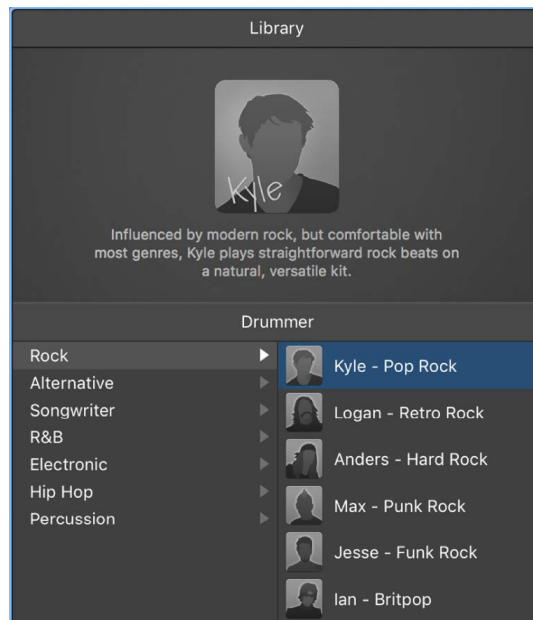 Library
Kyle
Influenced by modern rock, but comfortable with
most genres, Kyle plays straightforward rock beats on
a natural, versatile kit.
Drummer
Rock
Alternative
Songwriter
R&B
Electronic
Hip Hop
Percussion
Kyle - Pop Rock
Logan - Retro Rock
Anders - Hard Rock
Max - Punk Rock
Jesse - Funk Rock
Ian - Britpop